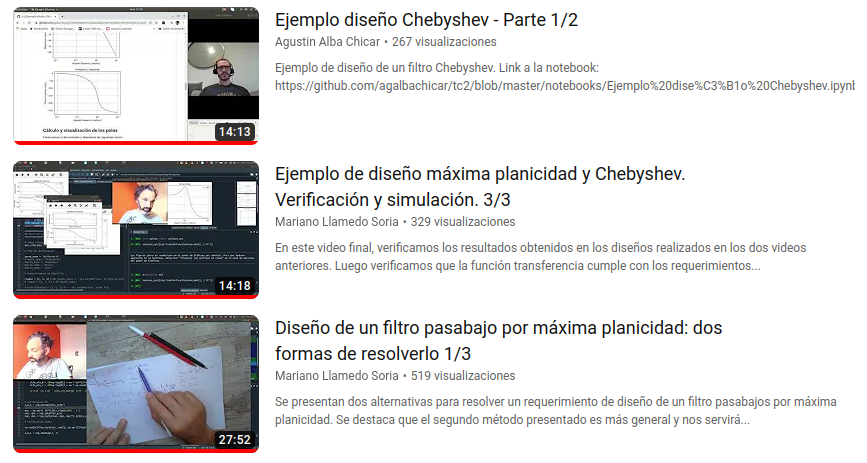 Ejemplo diseño Chebyshev - Parte 1/2
Agustin Alba Chicar • 267 visualizaciones
Ejemplo de diseño de un filtro Chebyshev. Link a la notebook:
https://github.com/agalbachicar/tc2/blob/master/notebooks/Ejemplo%20dise%C3%B1o%20Chebyshev.ipynb
Cálculo y visualización de los polos
14:13
Ejemplo de diseño máxima planicidad y Chebyshev.
Verificación y simulación. 3/3
Mariano Llamedo Soria • 329 visualizaciones
En este video final, verificamos los resultados obtenidos en los diseños realizados en los dos videos
anteriores. Luego verificamos que la función transferencia cumple con los requerimientos...
14:18
Diseño de un filtro pasabajo por máxima planicidad: dos
formas de resolverlo 1/3
Mariano Llamedo Soria • 519 visualizaciones
Se presentan dos alternativas para resolver un requerimiento de diseño de un filtro pasabajos por máxima
planicidad. Se destaca que el segundo método presentado es más general y nos servirá...
27:52